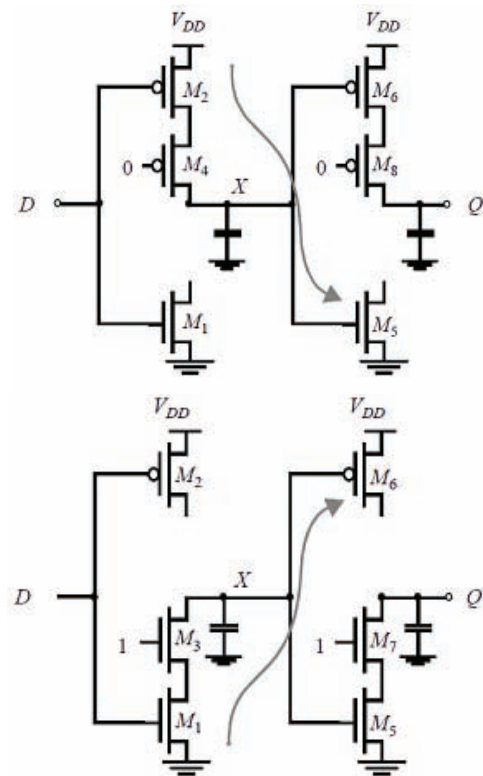 V_DD V_DD
M_2 M_6
0 M_4 0 M_8
D X Q
M_1 M_5
V_DD V_DD
M_2 M_6
D X Q
1 M_3 1 M_7
M_1 M_5